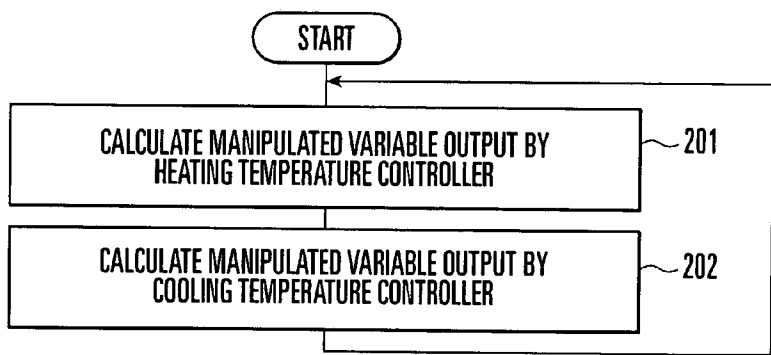 START
CALCULATE MANIPULATED VARIABLE OUTPUT BY
HEATING TEMPERATURE CONTROLLER
201
CALCULATE MANIPULATED VARIABLE OUTPUT BY
COOLING TEMPERATURE CONTROLLER
202